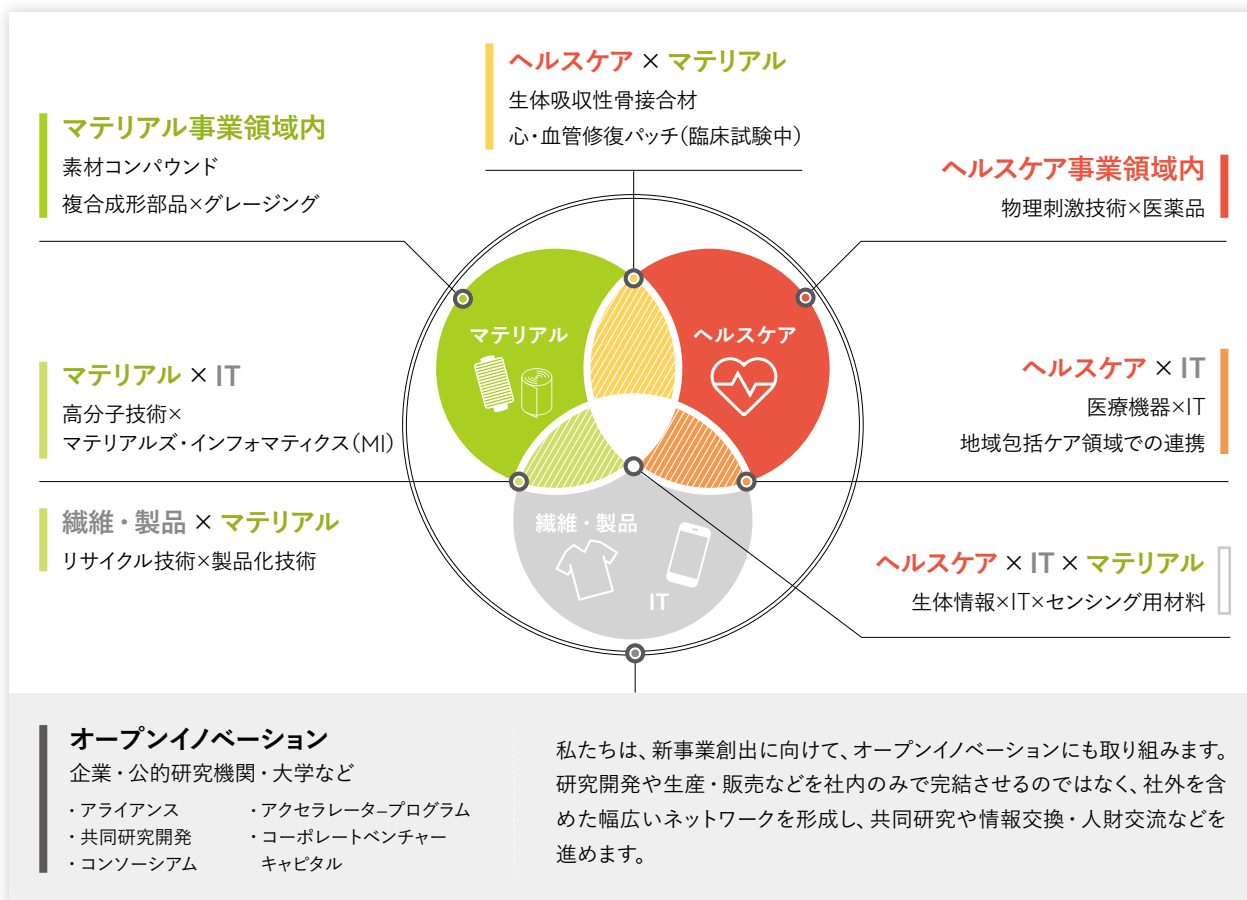 ヘルスケア × マテリアル
生体吸収性骨接合材
心・血管修復パッチ(臨床試験中)
マテリアル事業領域内
素材コンパウンド
複合成形部品×グレージング
ヘルスケア事業領域内
物理刺激技術×医薬品
マテリアル
ヘルスケア
マテリアル × IT
高分子技術×
マテリアルズ・インフォマティクス(MI)
ヘルスケア × IT
医療機器×IT
地域包括ケア領域での連携
繊維・製品 × マテリアル
リサイクル技術×製品化技術
繊維・製品
IT
ヘルスケア × IT × マテリアル
生体情報×IT×センシング用材料
オープンイノベーション
企業・公的研究機関・大学など
・アライアンス
・共同研究開発
・コンソーシアム
・アクセラレータ–プログラム
・コーポレートベンチャー
キャピタル
私たちは、新事業創出に向けて、オープンイノベーションにも取り組みます。
研究開発や生産・販売などを社内のみで完結させるのではなく、社外を含
めた幅広いネットワークを形成し、共同研究や情報交換・人財交流などを
進めます。